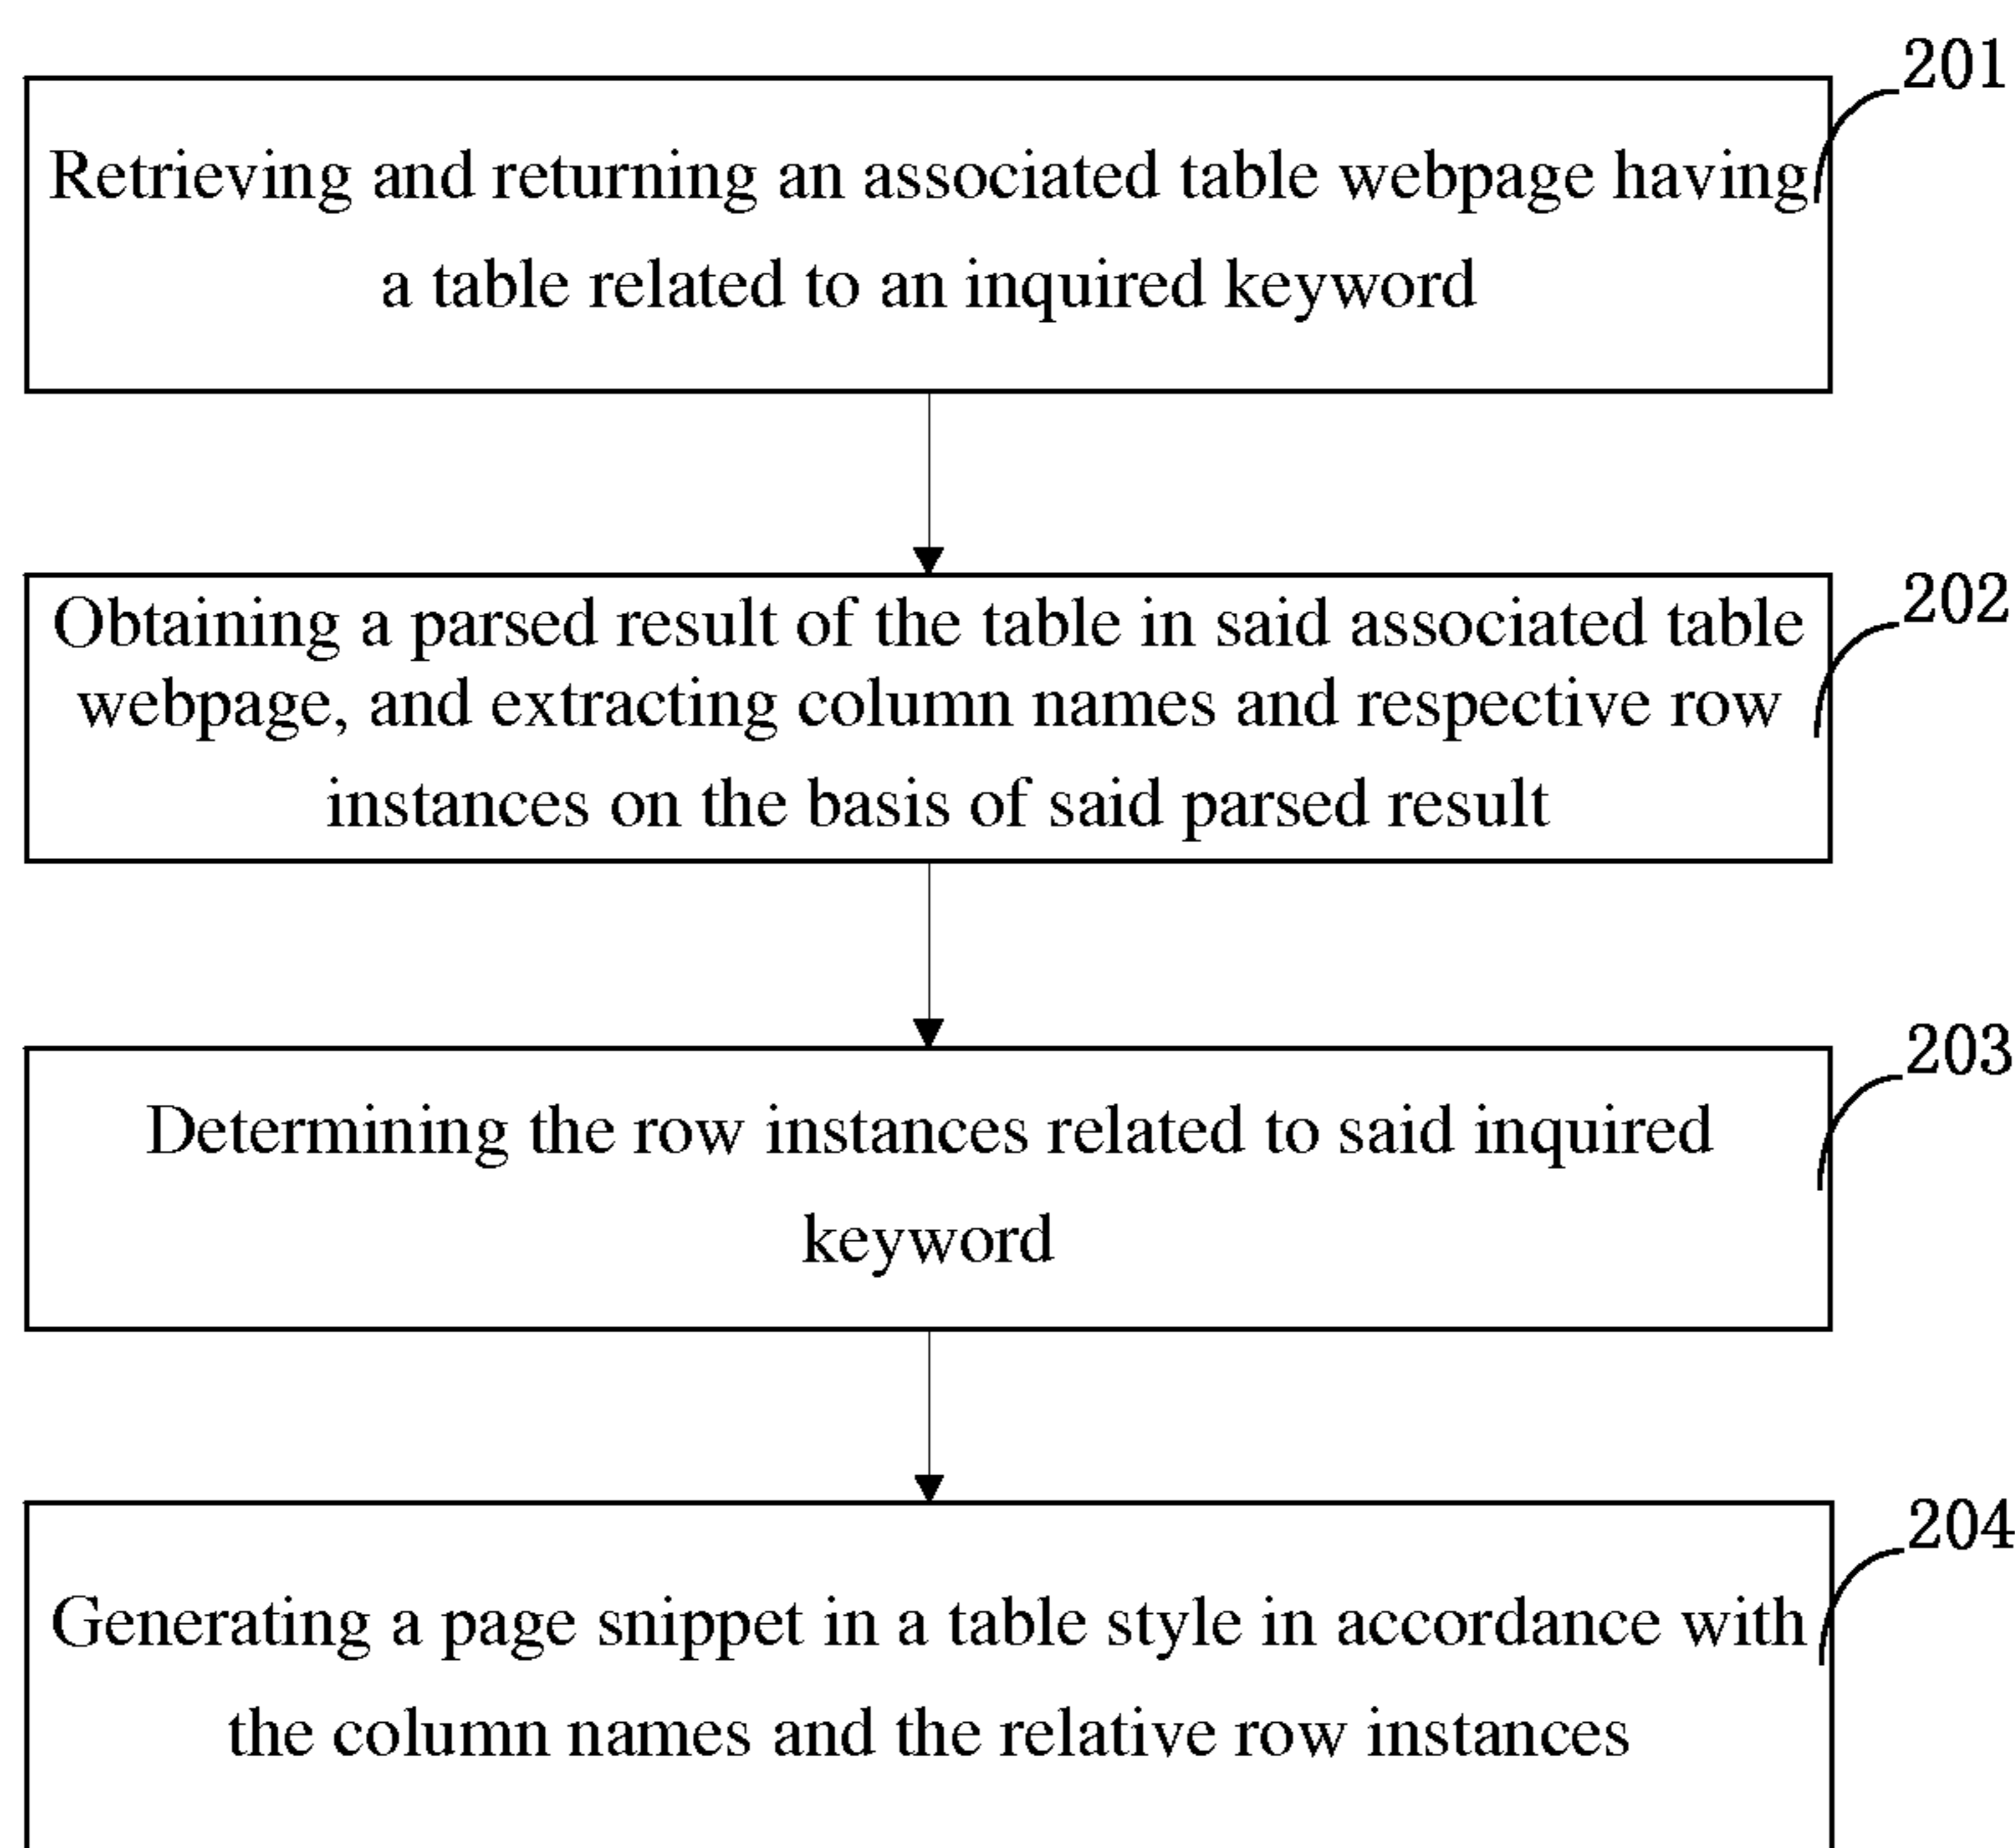 201
Retrieving and returning an associated table webpage having
a table related to an inquired keyword
202
Obtaining a parsed result of the table in said associated table
webpage, and extracting column names and respective row
instances on the basis of said parsed result
203
Determining the row instances related to said inquired
keyword
204
Generating a page snippet in a table style in accordance with
the column names and the relative row instances